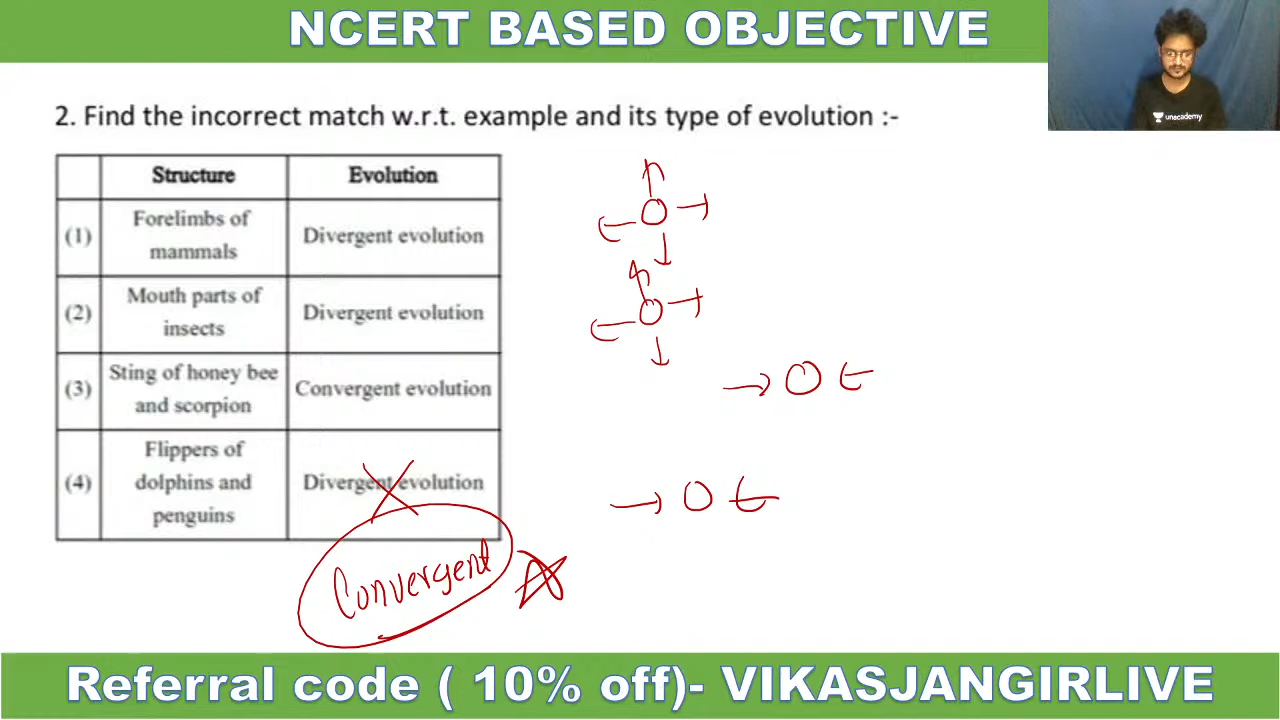 NCERT BASED OBJECTIVE
unacademy
2. Find the incorrect match w.r.t. example and its type of evolution :-
Structure Evolution
(1) Forelimbs of mammals Divergent evolution
(2) Mouth parts of insects Divergent evolution
(3) Sting of honey bee and scorpion Convergent evolution
(4) Flippers of dolphins and penguins Divergent evolution
Convergent
Referral code ( 10% off)- VIKASJANGIRLIVE